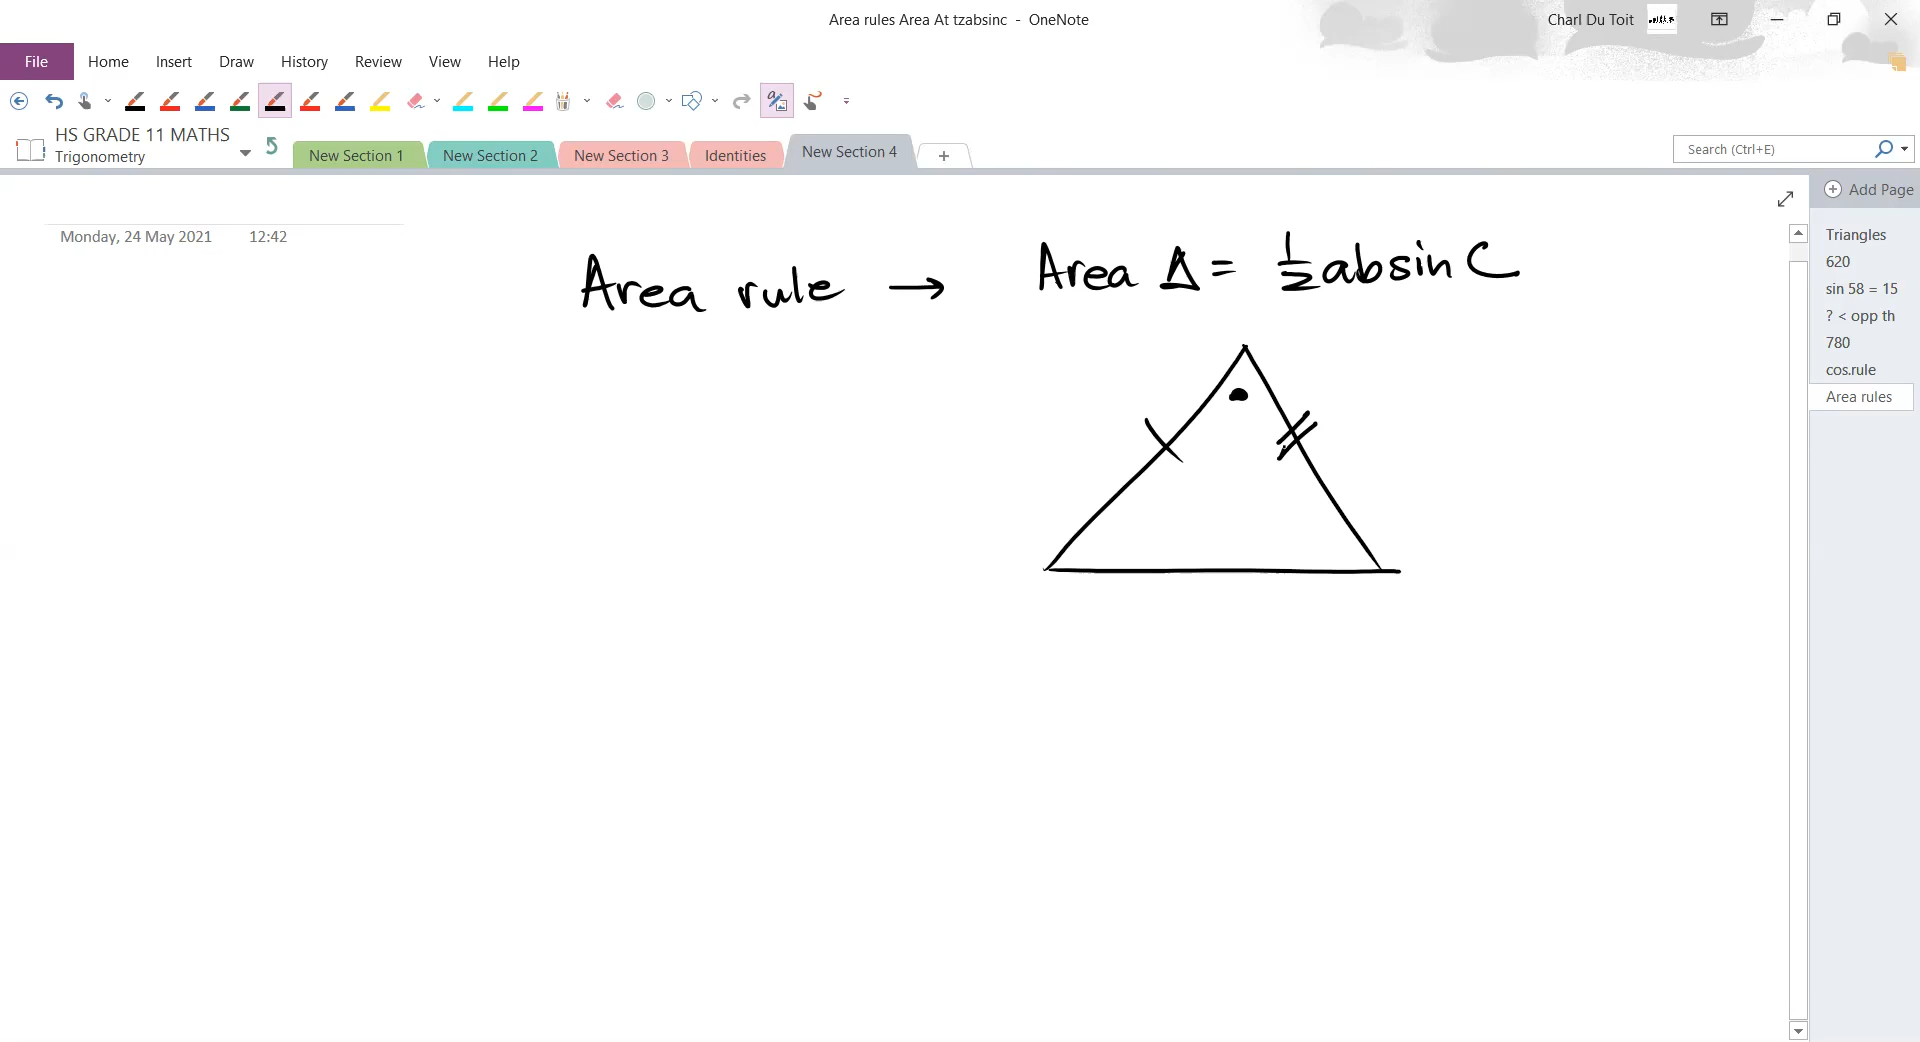 Area rules Area At tzabsinc - OneNote
Charl Du Toit
File Home Insert Draw History Review View Help
HS GRADE 11 MATHS
Trigonometry
New Section 1 New Section 2 New Section 3 Identities New Section 4 +
Search (Ctrl+E)
Add Page
Monday, 24 May 2021 12:42
Area rule → Area Δ = ½ absin C
Triangles
620
sin 58 = 15
? < opp th
780
cos.rule
Area rules